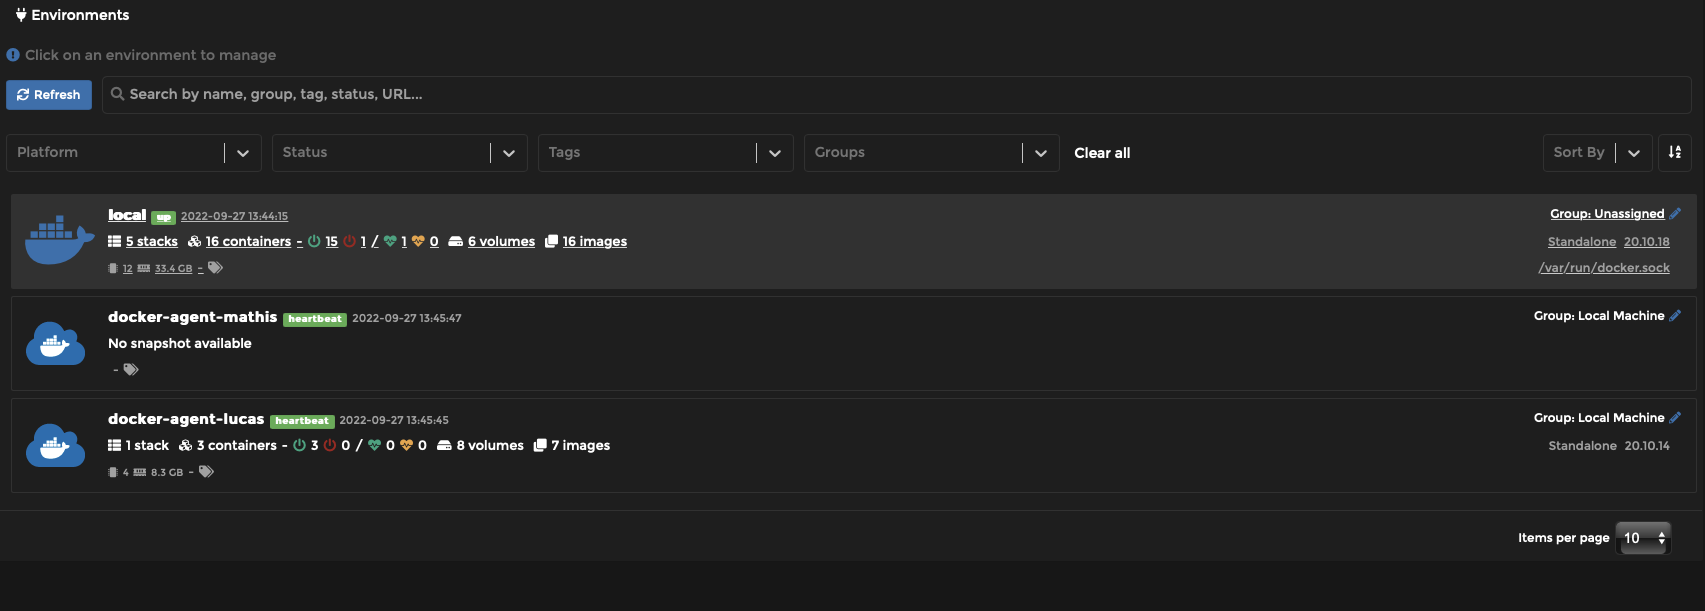 Environments
Click on an environment to manage
Refresh
Search by name, group, tag, status, URL...
Platform Status Tags Groups Clear all Sort By
local up 2022-09-27 13:44:15 Group: Unassigned
5 stacks 16 containers - 15 1 / 1 0 6 volumes 16 images Standalone 20.10.18
12 33.4 GB - /var/run/docker.sock
docker-agent-mathis heartbeat 2022-09-27 13:45:47 Group: Local Machine
No snapshot available
-
docker-agent-lucas heartbeat 2022-09-27 13:45:45 Group: Local Machine
1 stack 3 containers - 3 0 / 0 0 8 volumes 7 images Standalone 20.10.14
4 8.3 GB -
Items per page 10